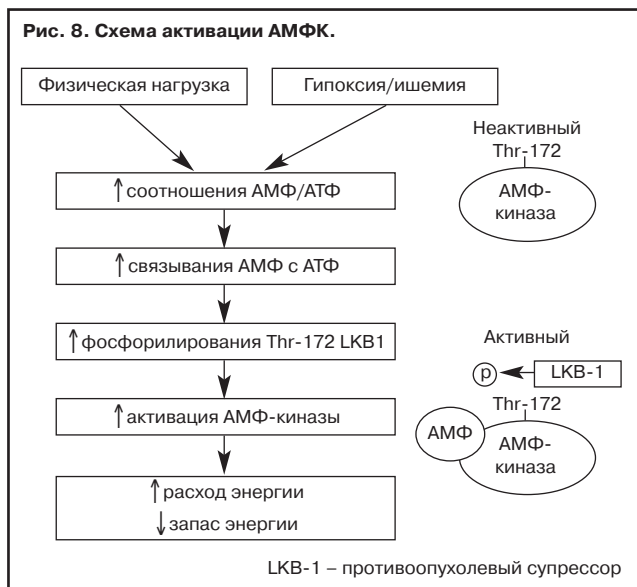 Рис. 8. Схема активации АМФК.
Физическая нагрузка
Гипоксия/ишемия
↑ соотношения АМФ/АТФ
↑ связывания АМФ с АТФ
↑ фосфорилирования Thr-172 LKB1
↑ активация АМФ-киназы
↑ расход энергии
↓ запас энергии
Неактивный
Thr-172
АМФ-
киназа
Активный
p
LKB-1
Thr-172
АМФ
АМФ-
киназа
LKB-1 – противоопухолевый супрессор